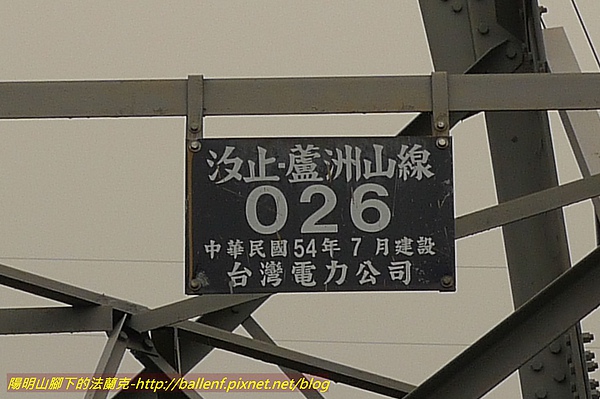 汐止-蘆洲山線
026
中華民國54年7月建設
台灣電力公司
陽明山腳下的法蘭克-http://ballenf.pixnet.net/blog